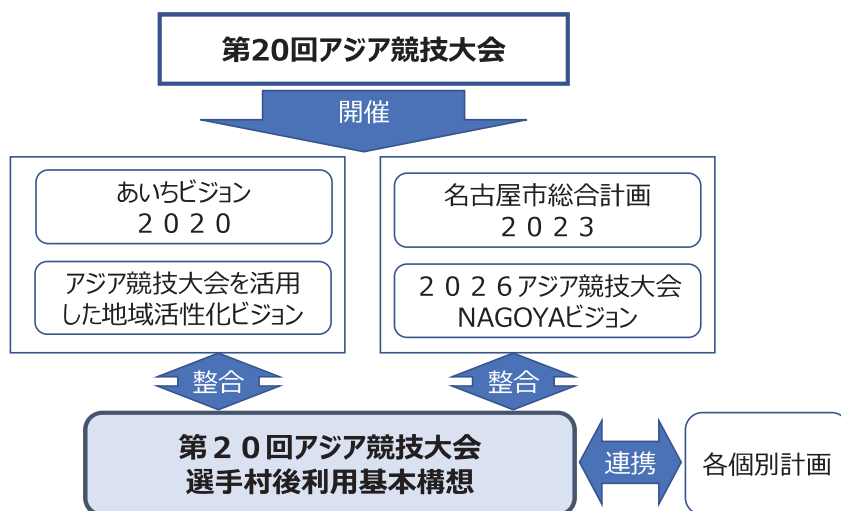 第20回アジア競技大会
開催
あいちビジョン
２０２０
アジア競技大会を活用
した地域活性化ビジョン
名古屋市総合計画
２０２３
２０２６アジア競技大会
NAGOYAビジョン
整合
整合
第２０回アジア競技大会
選手村後利用基本構想
連携
各個別計画